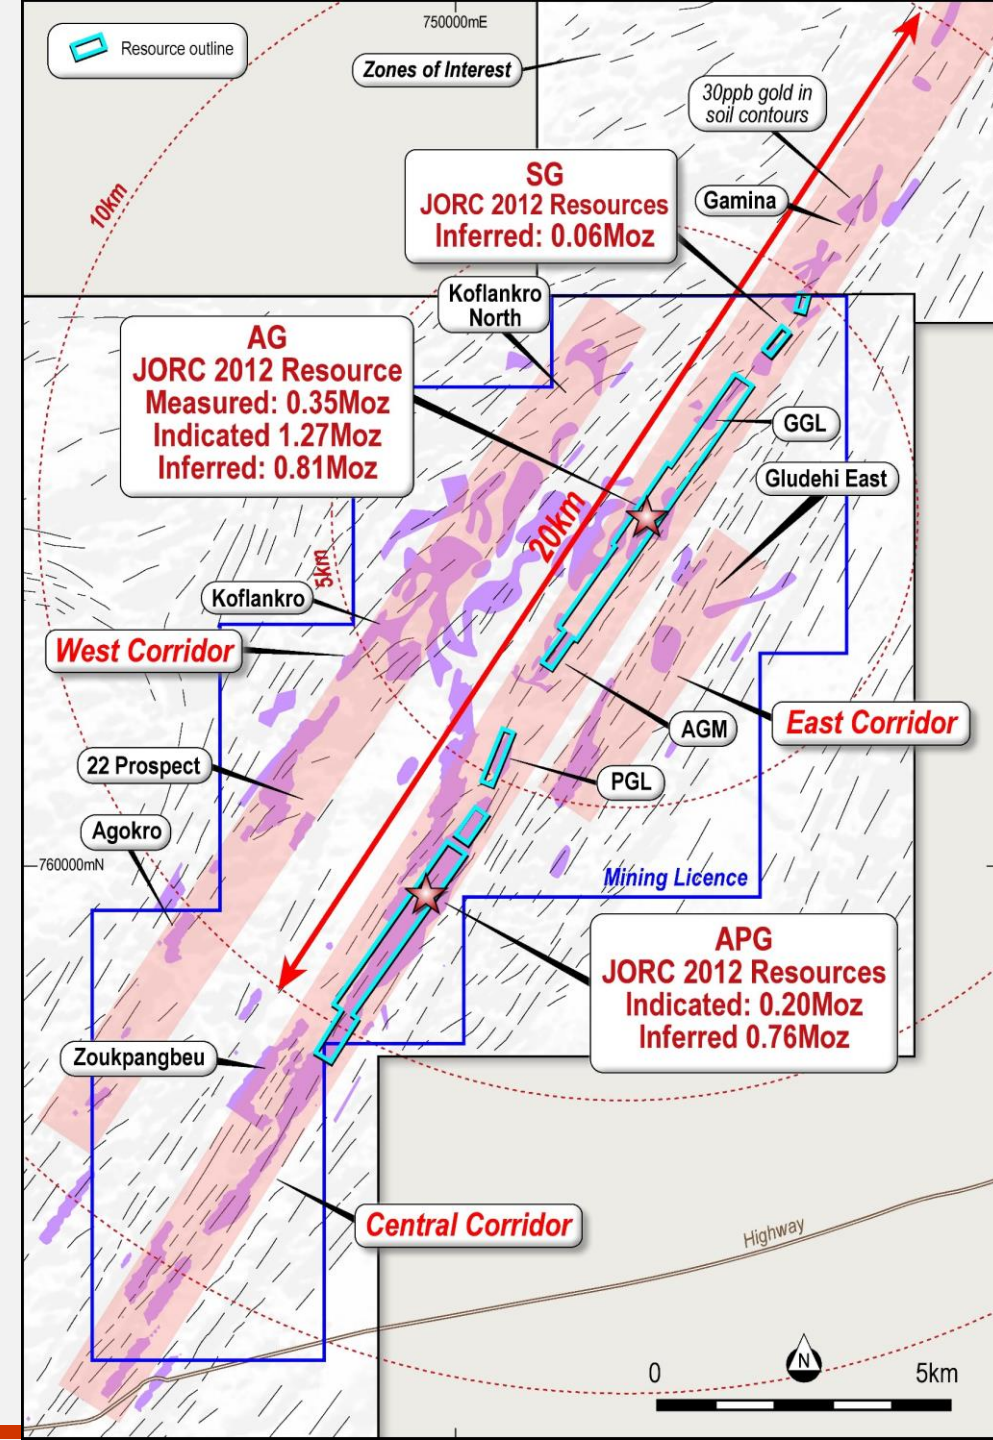 750000mE
Resource outline
Zones of Interest
30ppb gold in
soil contours
10km
SG
JORC 2012 Resources
Inferred: 0.06Moz
Gamina
Koflankro
North
AG
JORC 2012 Resource
Measured: 0.35Moz
Indicated 1.27Moz
Inferred: 0.81Moz
GGL
Gludehi East
20km
5km
Koflankro
West Corridor
AGM
East Corridor
22 Prospect
PGL
Agokro
760000mN
Mining Licence
APG
JORC 2012 Resources
Indicated: 0.20Moz
Inferred 0.76Moz
Zoukpangbeu
Central Corridor
Highway
N
0
5km